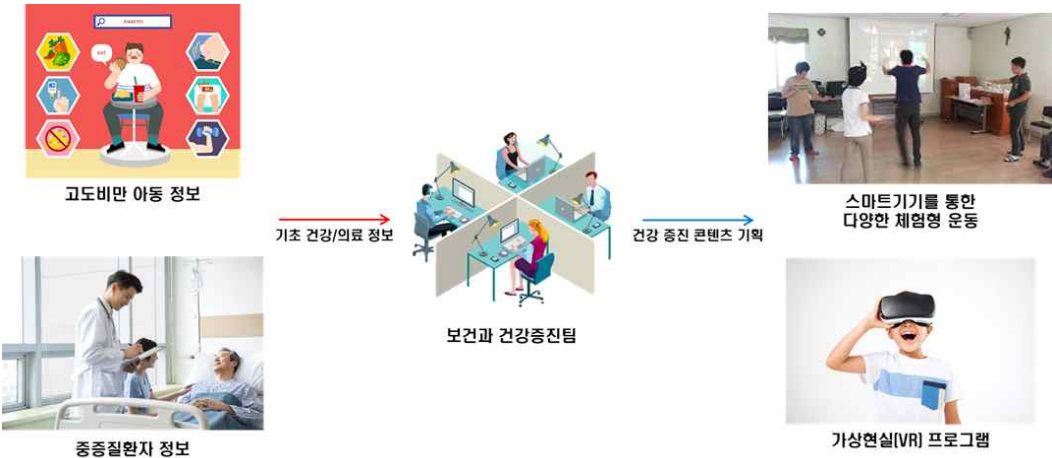 DIABETES
고도비만 아동 정보
중증질환자 정보
기초 건강/의료 정보
보건과 건강증진팀
건강 증진 콘텐츠 기획
스마트기기를 통한
다양한 체험형 운동
가상현실(VR) 프로그램